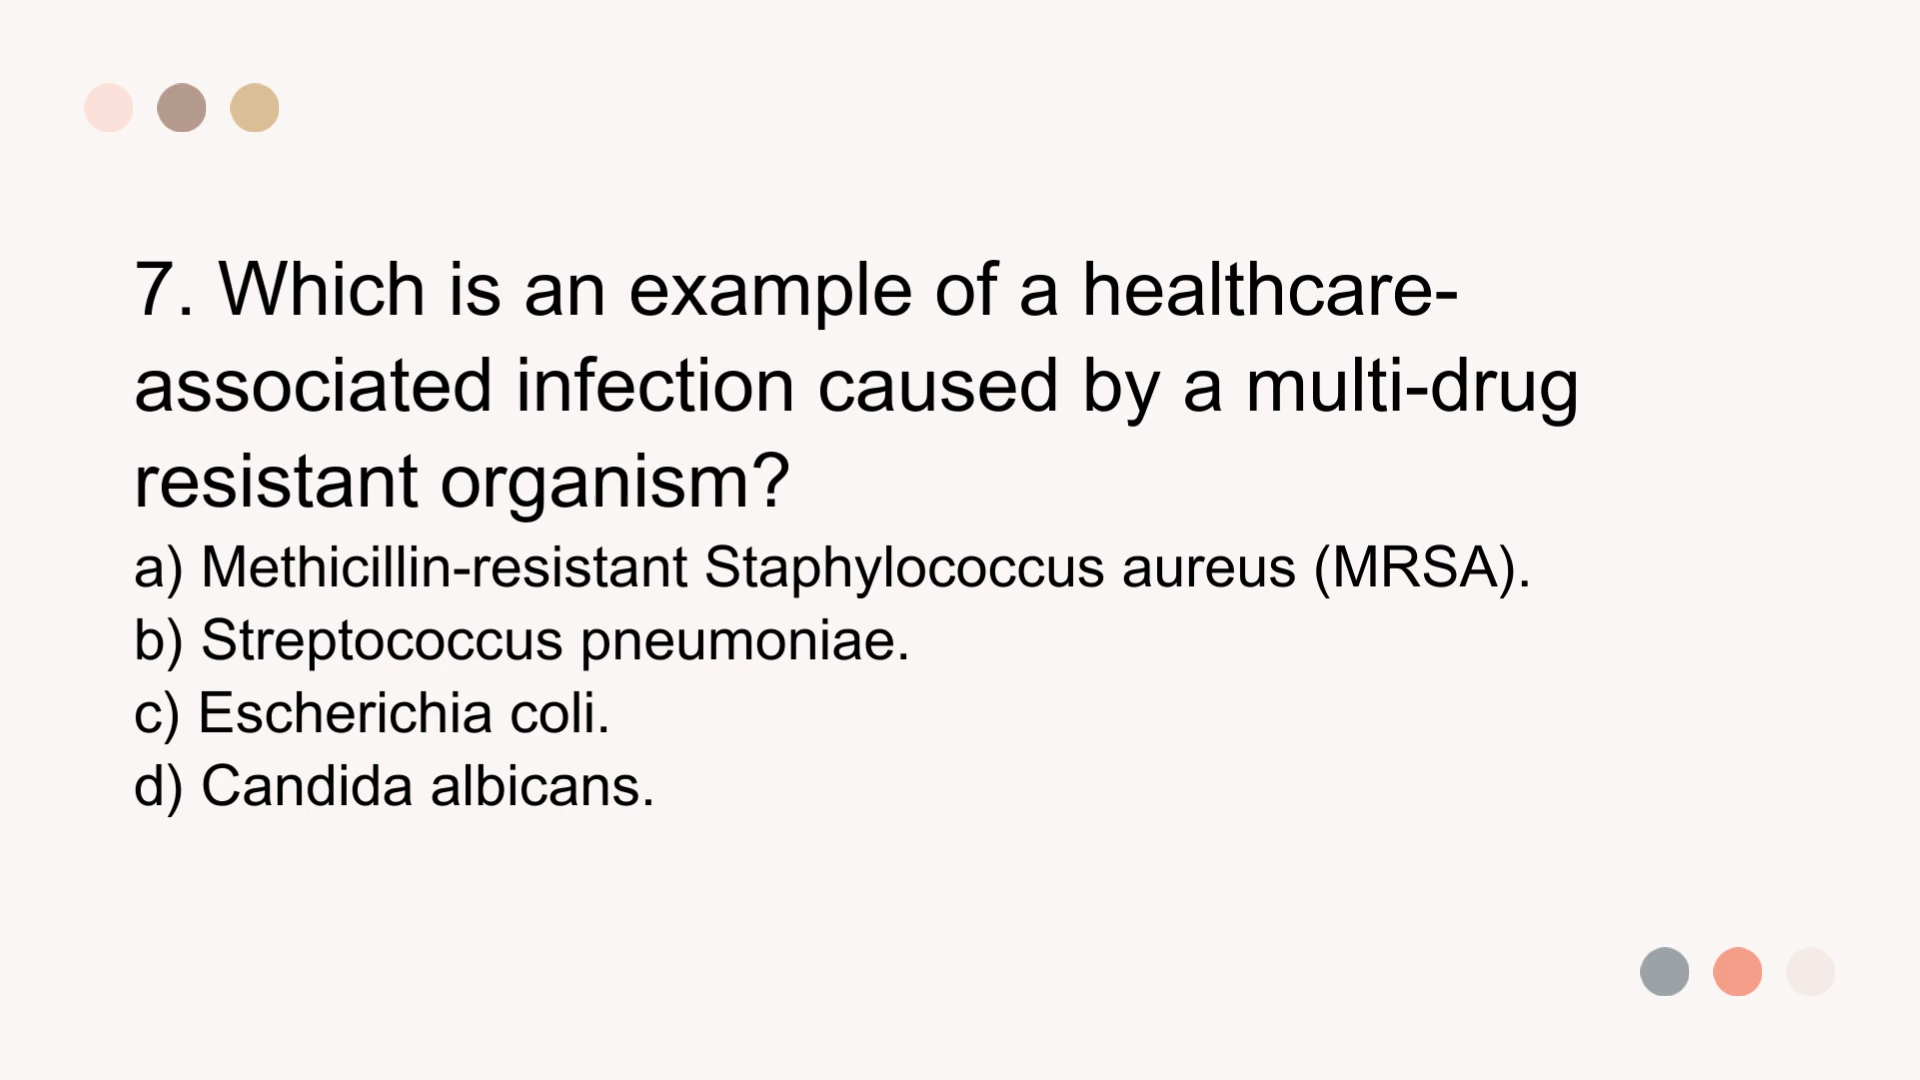 7. Which is an example of a healthcare-
associated infection caused by a multi-drug
resistant organism?
a) Methicillin-resistant Staphylococcus aureus (MRSA).
b) Streptococcus pneumoniae.
c) Escherichia coli.
d) Candida albicans.